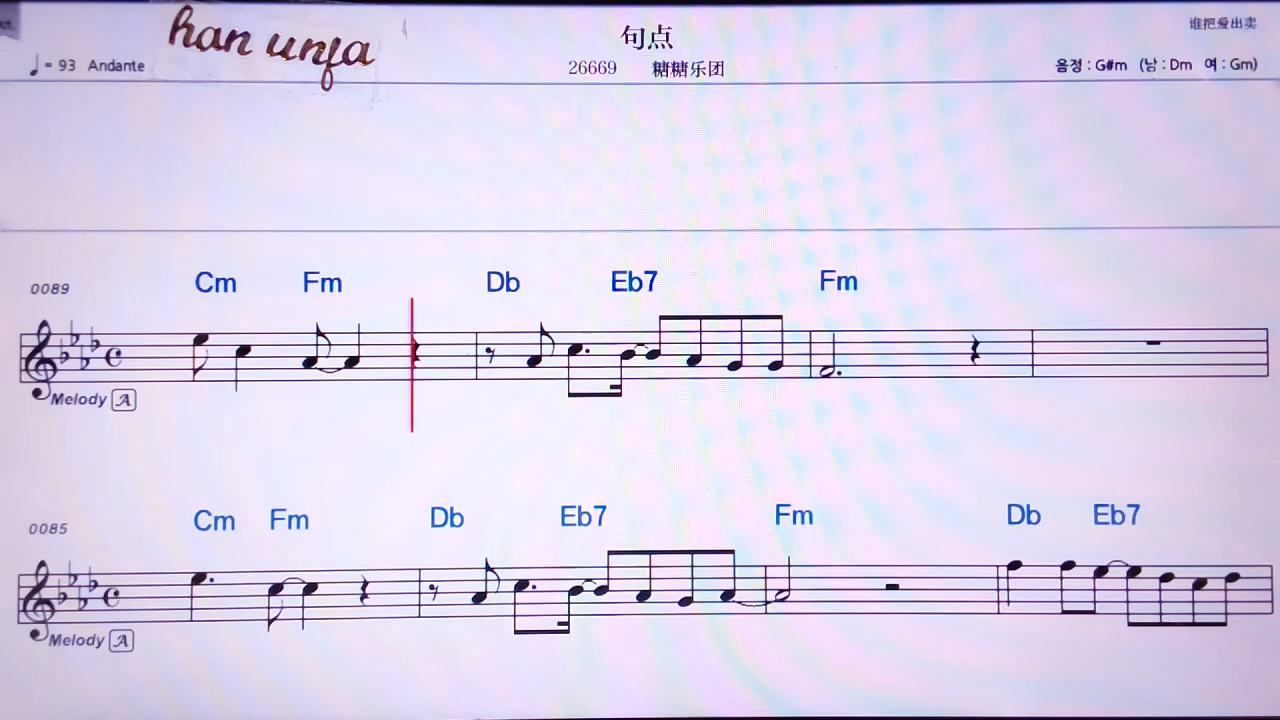 han unfa
句点
谁把爱出卖
♩ = 93 Andante
26669 糖糖乐团
음정 : G#m (남 : Dm 여 : Gm)
0089
Cm Fm Db Eb7 Fm
Melody A
0085
Cm Fm Db Eb7 Fm Db Eb7
Melody A